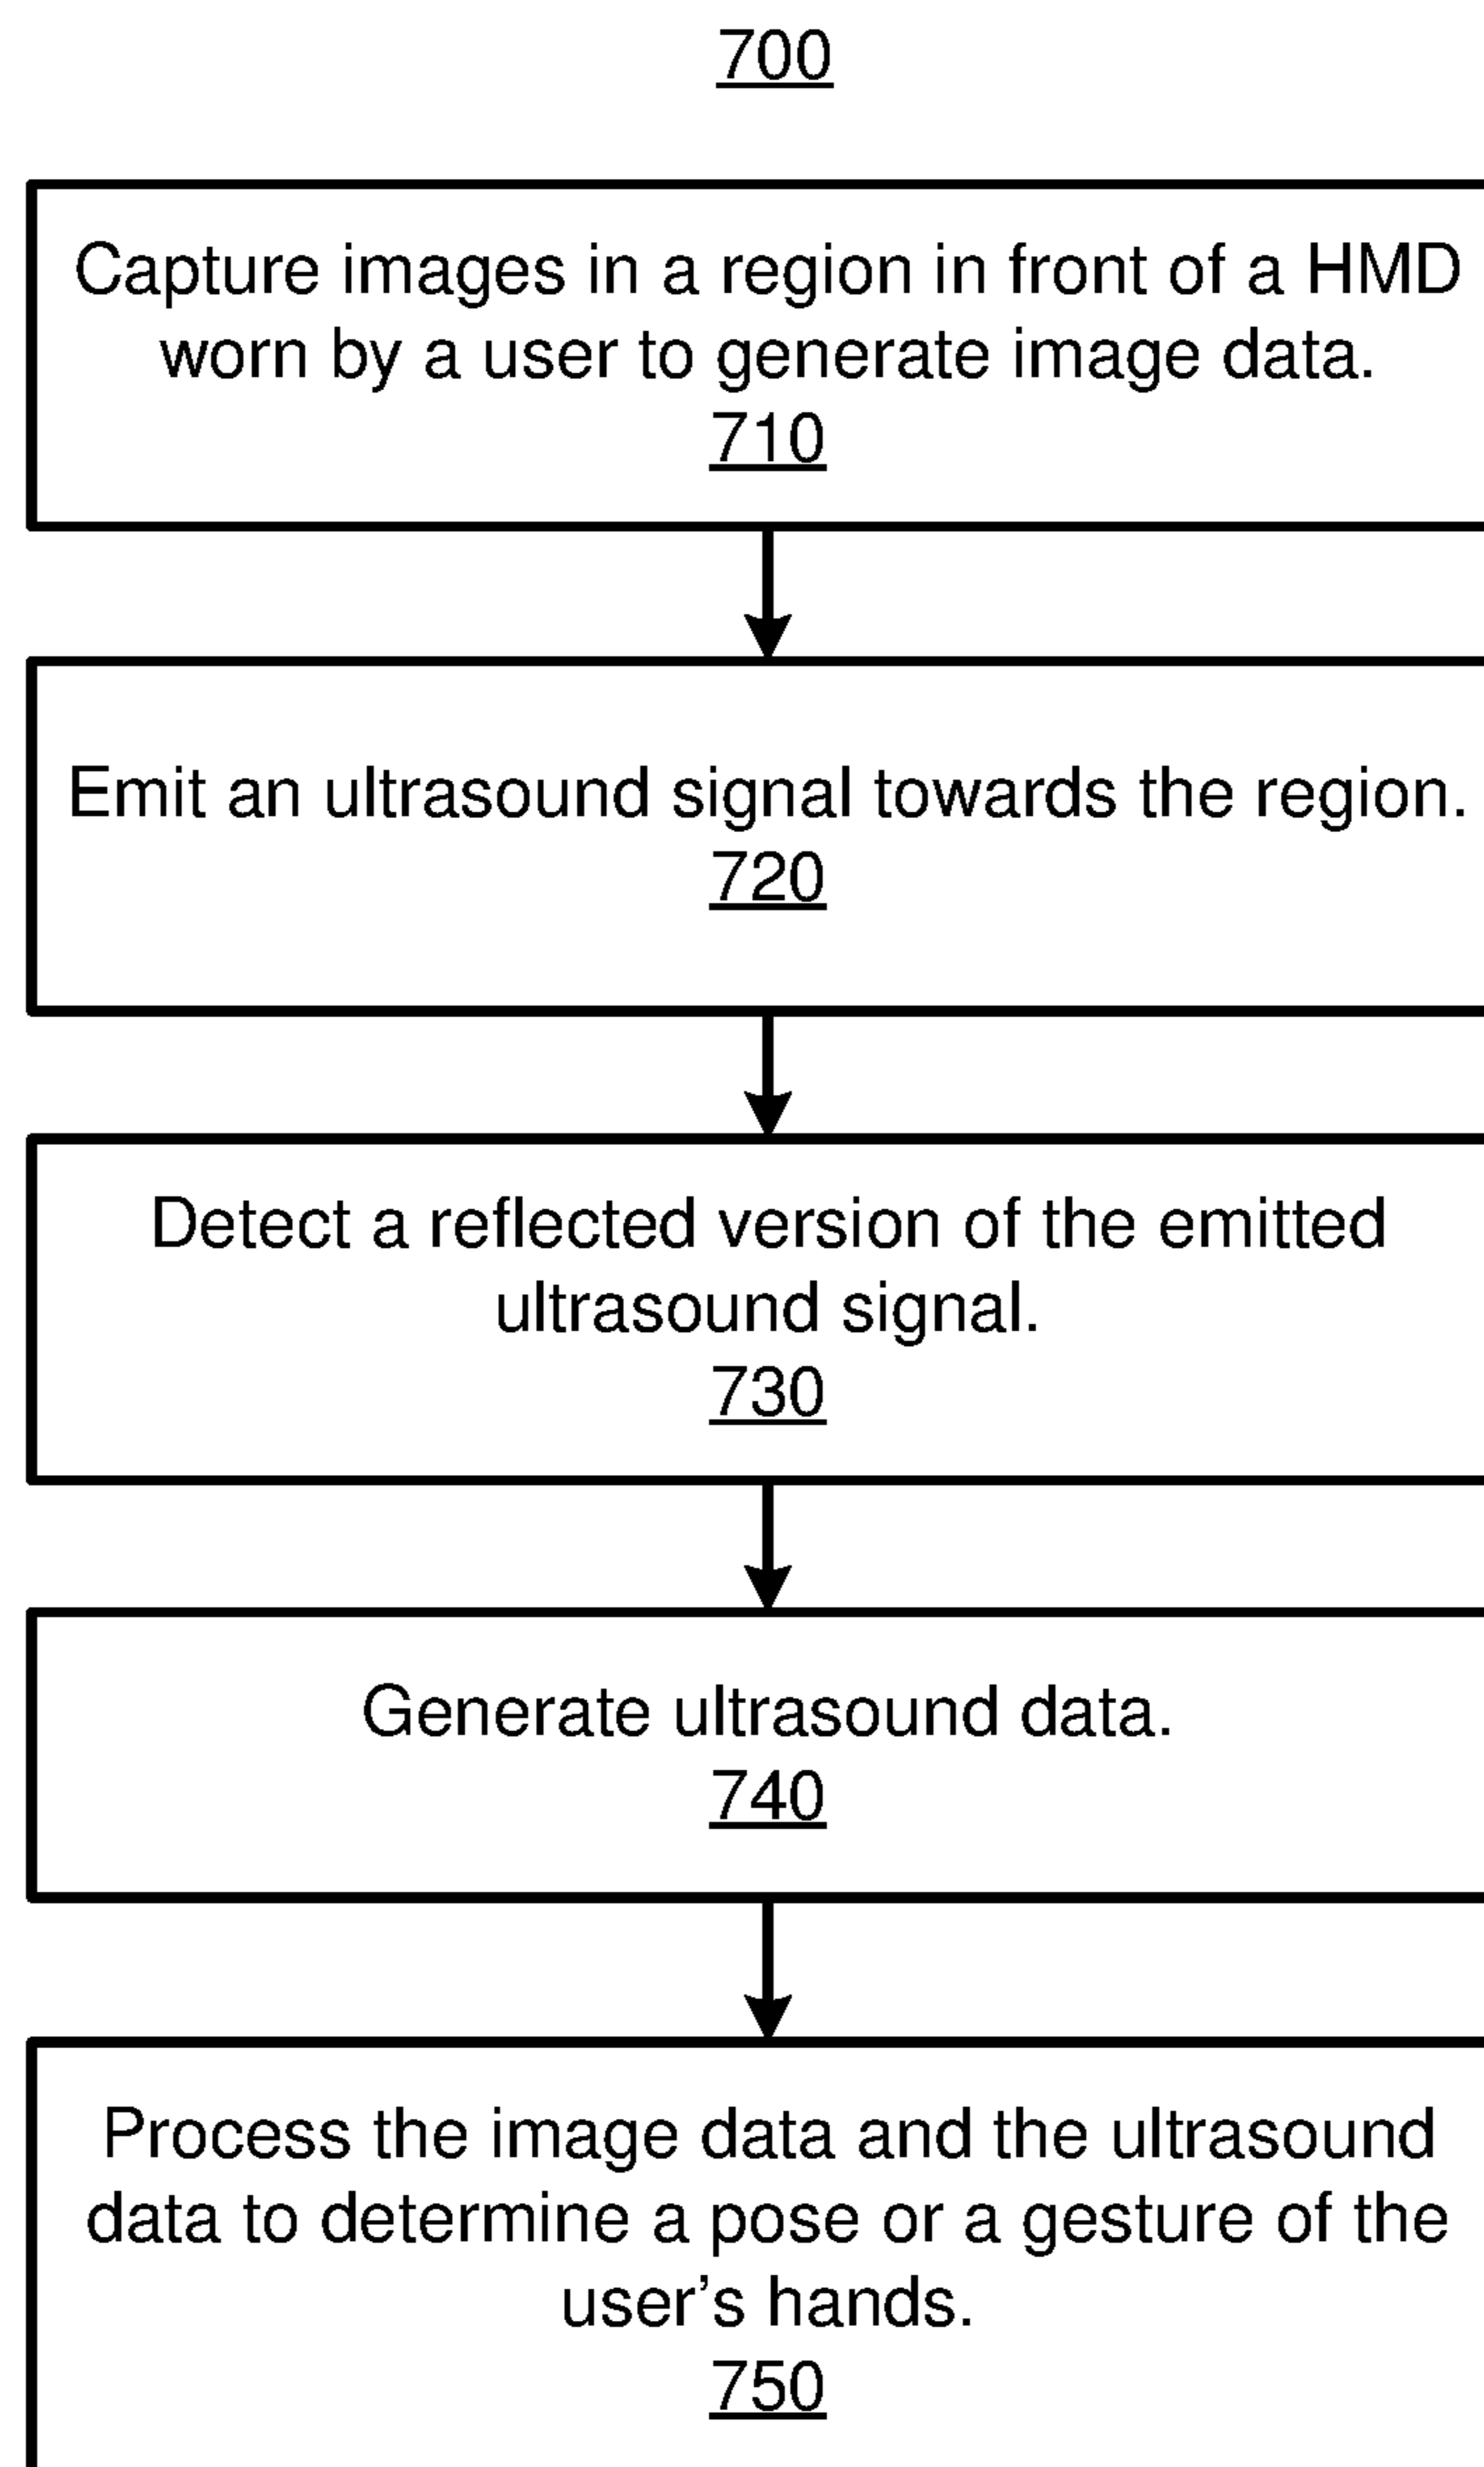 700
Capture images in a region in front of a HMD
worn by a user to generate image data.
710
Emit an ultrasound signal towards the region.
720
Detect a reflected version of the emitted
ultrasound signal.
730
Generate ultrasound data.
740
Process the image data and the ultrasound
data to determine a pose or a gesture of the
user's hands.
750